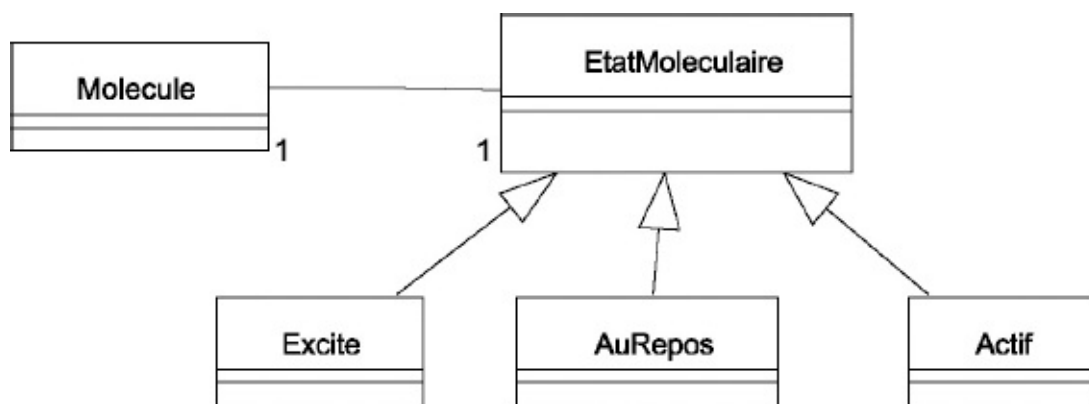 EtatMoleculaire
Molecule
1
1
Excite
AuRepos
Actif